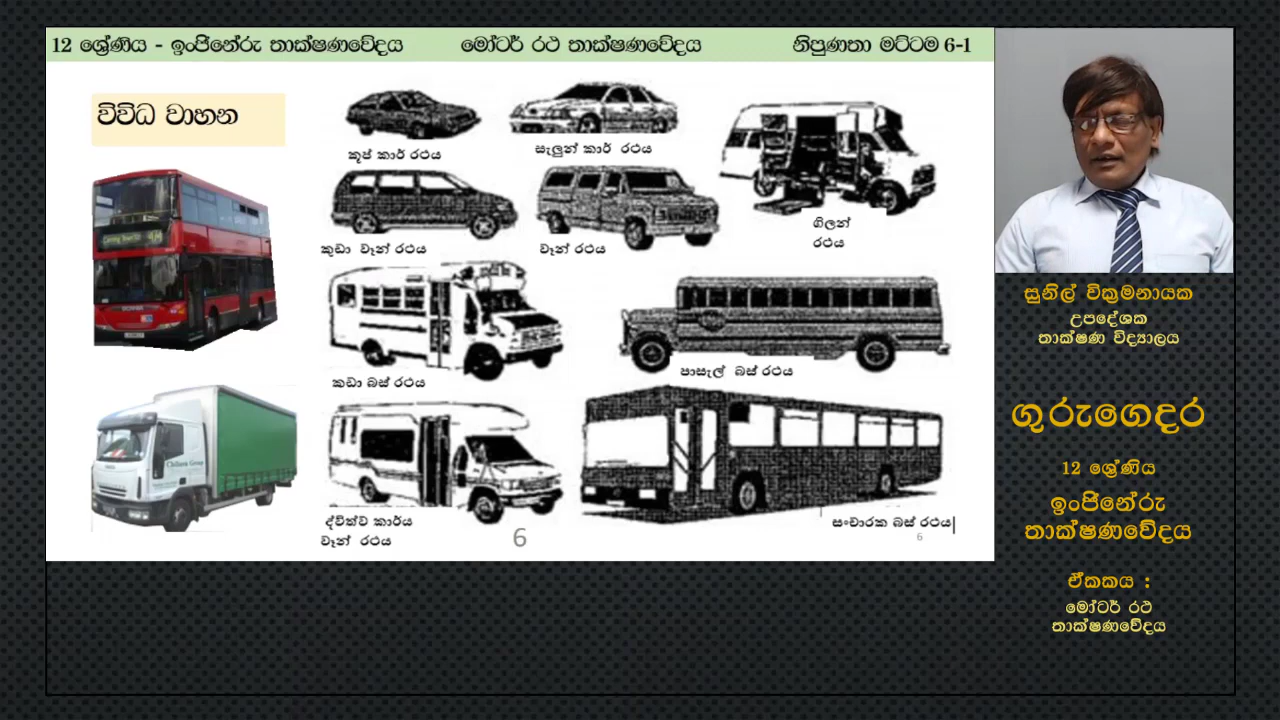 12 ශ්‍රේණිය - ඉංජිනේරු තාක්ෂණවේදය මෝටර් රථ තාක්ෂණවේදය නිපුණතා මට්ටම 6-1
විවිධ වාහන
කූප් කාර් රථය
සැලූන් කාර් රථය
ගිලන්
රථය
කුඩා වෑන් රථය
වෑන් රථය
කුඩා බස් රථය
පාසැල් බස් රථය
ද්විත්ව කාර්ය
වෑන් රථය
සංචාරක බස් රථය
6
6
සුනිල් වික්‍රමනායක
උපදේශක
තාක්ෂණ විද්‍යාලය
ගුරුගෙදර
12 ශ්‍රේණිය
ඉංජිනේරු
තාක්ෂණවේදය
ඒකකය :
මෝටර් රථ
තාක්ෂණවේදය